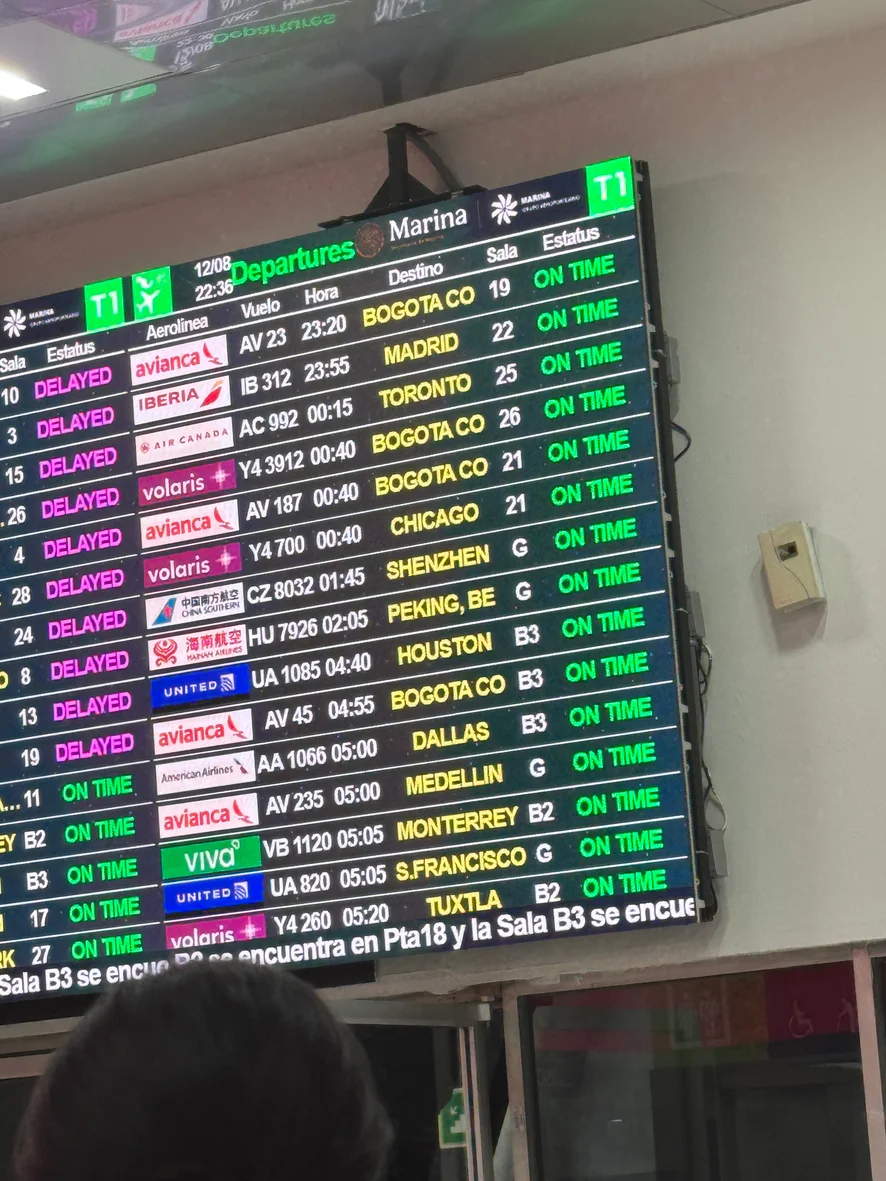 MARINA T1 12/08 22:36 Departures Marina MARINA GRUPO AEROPORTUARIO T1
Sala Estatus Aerolínea Vuelo Hora Destino Sala Estatus
10 DELAYED avianca AV 23 23:20 BOGOTA CO 19 ON TIME
3 DELAYED IBERIA IB 312 23:55 MADRID 22 ON TIME
15 DELAYED AIR CANADA AC 992 00:15 TORONTO 25 ON TIME
.26 DELAYED volaris Y4 3912 00:40 BOGOTA CO 26 ON TIME
4 DELAYED avianca AV 187 00:40 BOGOTA CO 21 ON TIME
28 DELAYED volaris Y4 700 00:40 CHICAGO 21 ON TIME
24 DELAYED 中国南方航空 CHINA SOUTHERN CZ 8032 01:45 SHENZHEN G ON TIME
O 8 DELAYED 海南航空 HAINAN AIRLINES HU 7926 02:05 PEKING, BE G ON TIME
13 DELAYED UNITED UA 1085 04:40 HOUSTON B3 ON TIME
19 DELAYED avianca AV 45 04:55 BOGOTA CO B3 ON TIME
A... 11 ON TIME American Airlines AA 1066 05:00 DALLAS B3 ON TIME
EY B2 ON TIME avianca AV 235 05:00 MEDELLIN G ON TIME
B3 ON TIME viva VB 1120 05:05 MONTERREY B2 ON TIME
17 ON TIME UNITED UA 820 05:05 S.FRANCISCO G ON TIME
RK 27 ON TIME volaris Y4 260 05:20 TUXTLA B2 ON TIME
Sala B3 se encue B2 se encuentra en Pta18 y la Sala B3 se encue